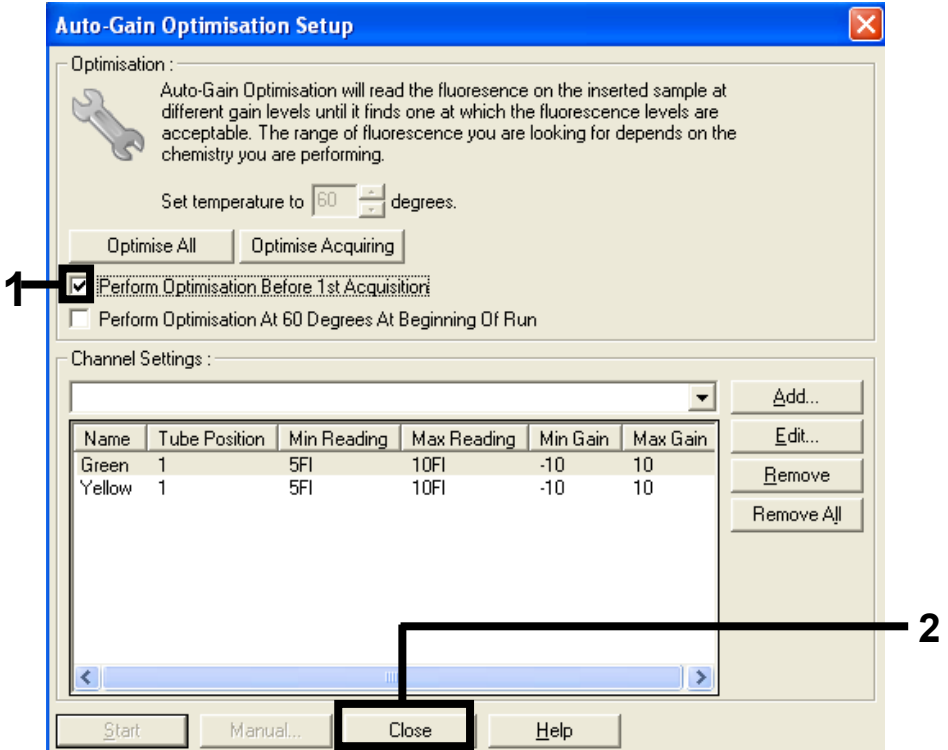 Auto-Gain Optimisation Setup
Optimisation :
Auto-Gain Optimisation will read the fluoresence on the inserted sample at
different gain levels until it finds one at which the fluorescence levels are
acceptable. The range of fluorescence you are looking for depends on the
chemistry you are performing.
Set temperature to 60 degrees.
Optimise All Optimise Acquiring
1 Perform Optimisation Before 1st Acquisition
Perform Optimisation At 60 Degrees At Beginning Of Run
Channel Settings :
Add...
Name Tube Position Min Reading Max Reading Min Gain Max Gain Edit...
Green 1 5Fl 10Fl -10 10
Remove
Yellow 1 5Fl 10Fl -10 10
Remove All
2
Start Manual... Close Help